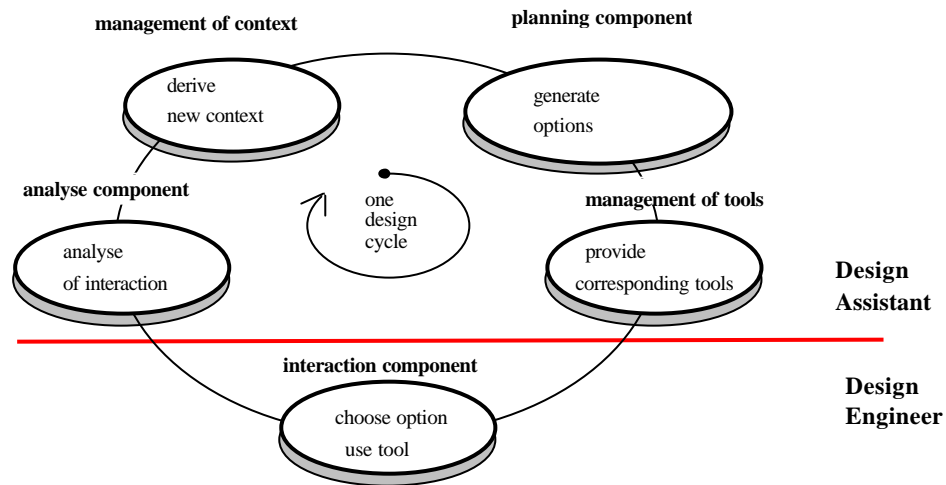 management of context
planning component
derive
new context
generate
options
analyse component
management of tools
one
design
cycle
analyse
of interaction
provide
corresponding tools
Design
Assistant
interaction component
choose option
use tool
Design
Engineer